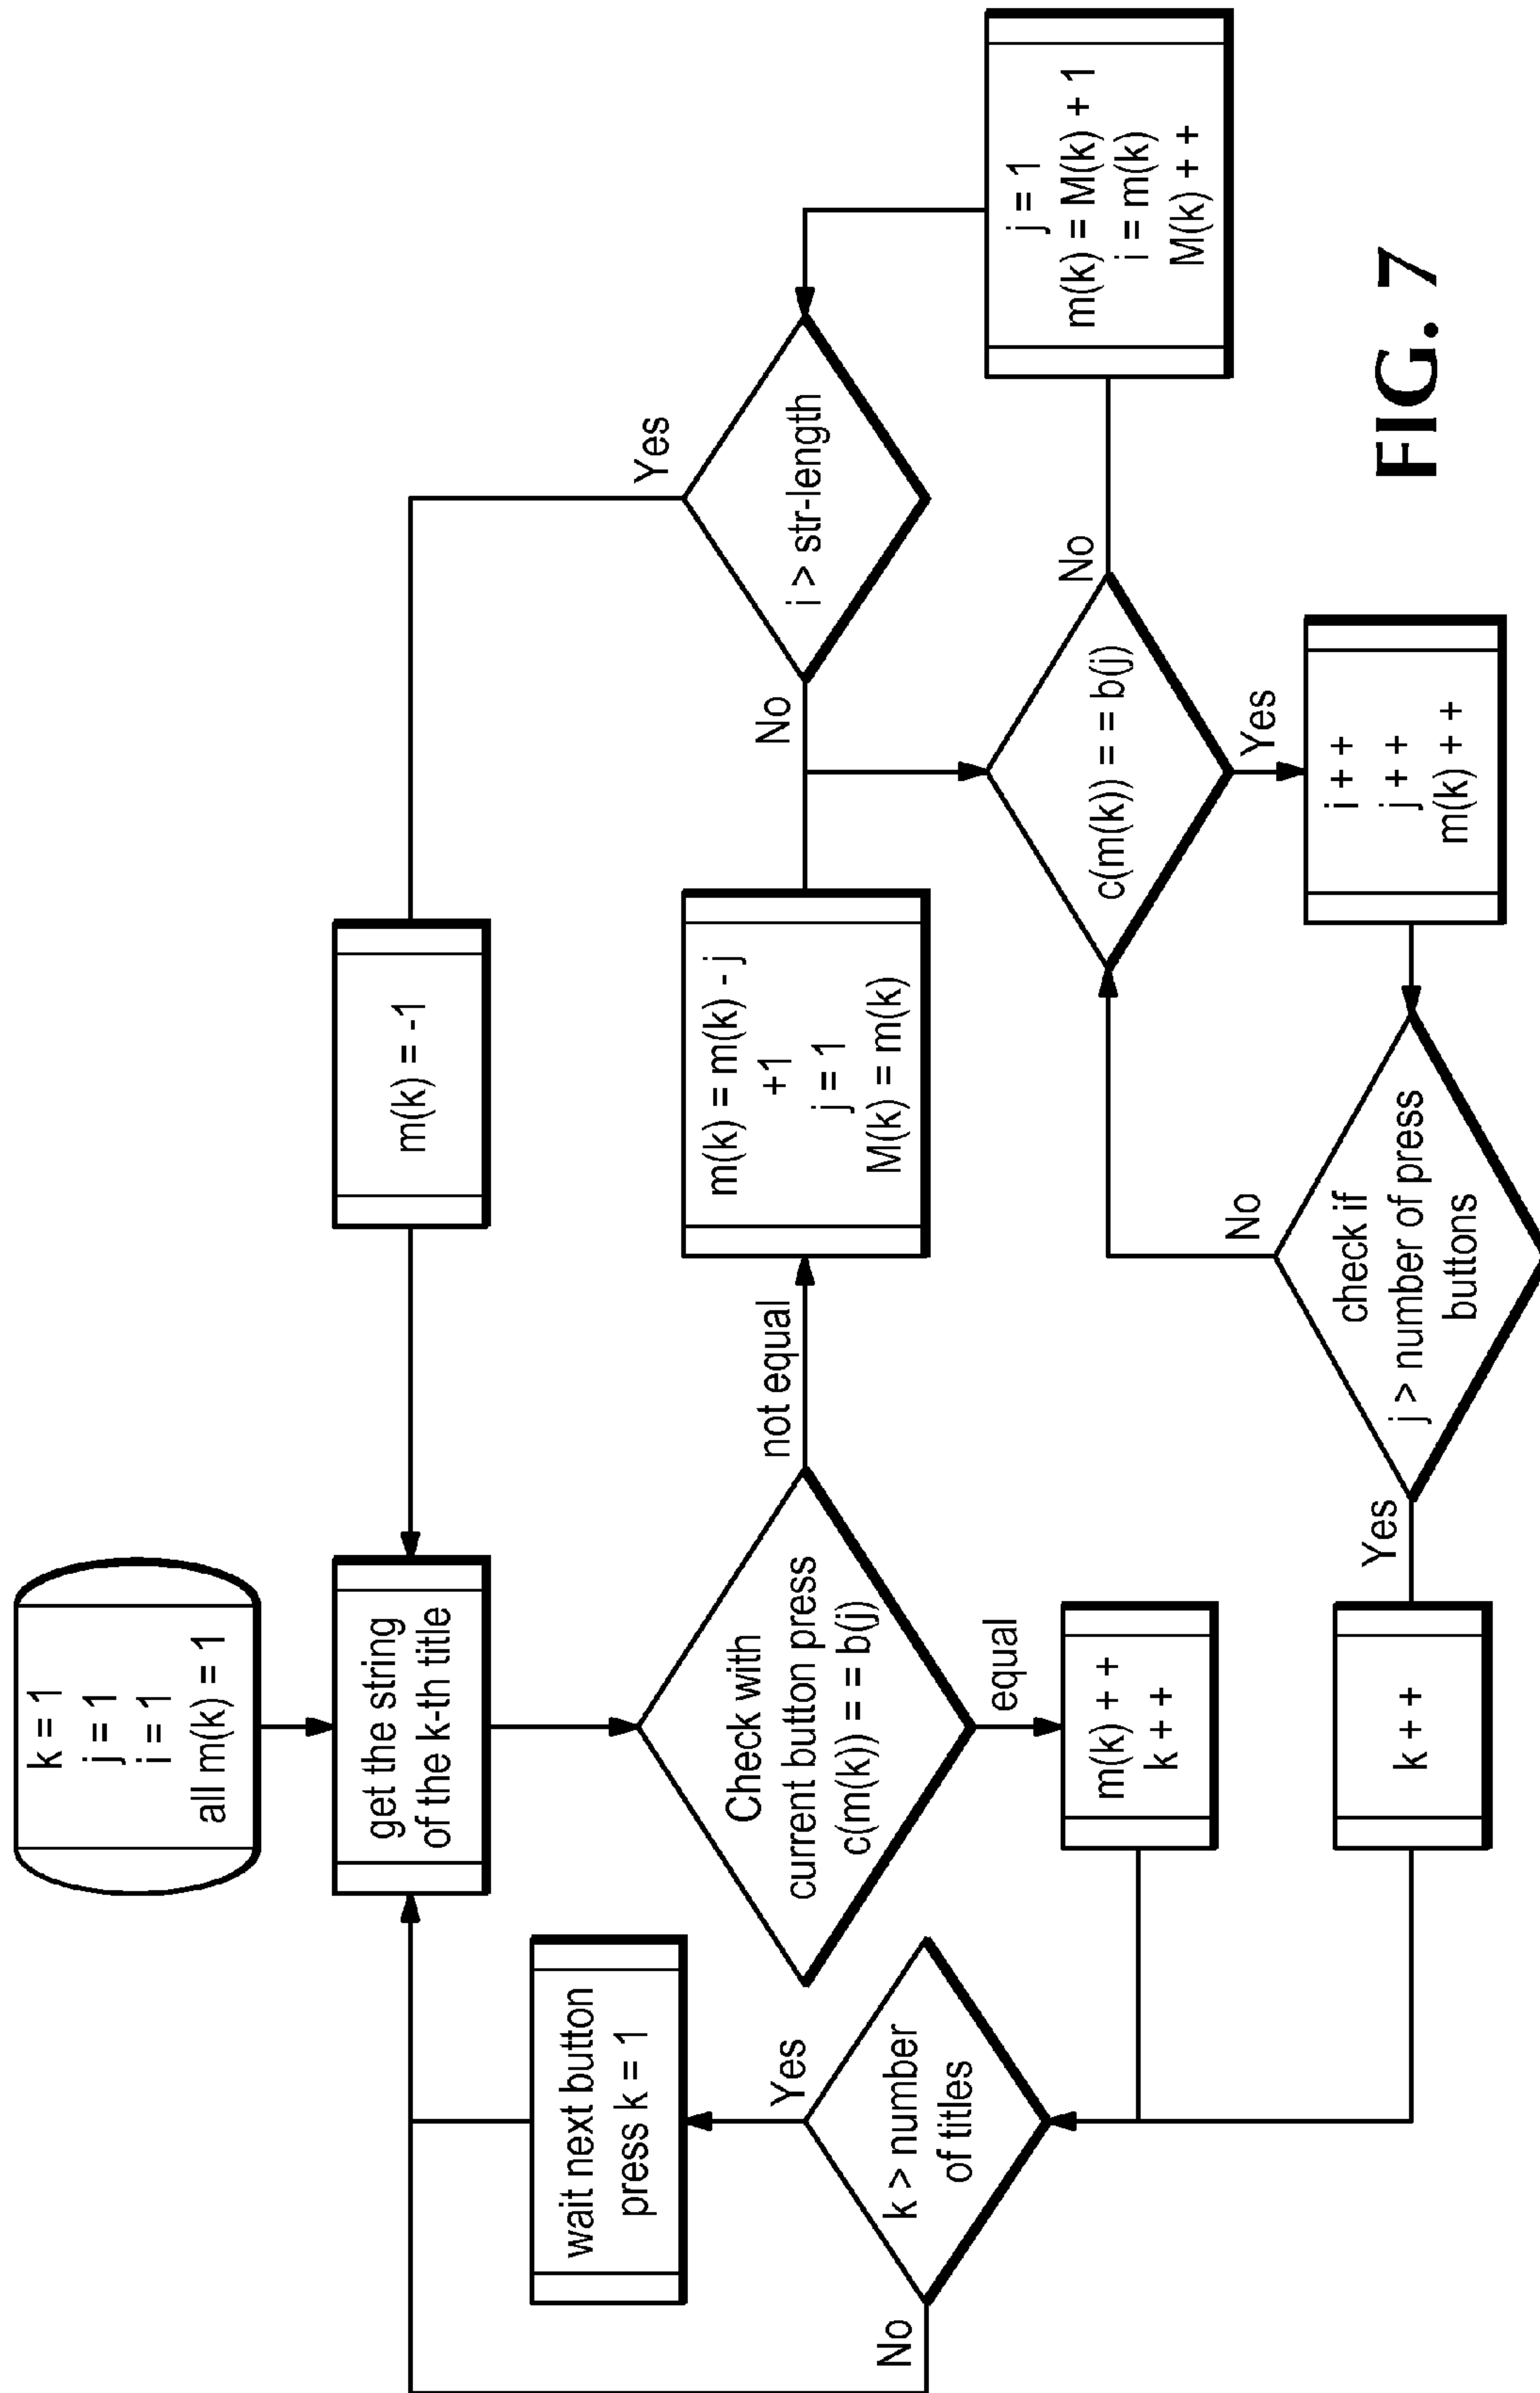 k = 1
j = 1
i = 1
all m(k) = 1
get the string
of the k-th title
m(k) = -1
wait next button
press k = 1
Check with
current button press
c(m(k)) = = b(j)
not equal
equal
m(k) = m(k) - j
+1
j = 1
M(k) = m(k)
i > str-length
Yes
No
k > number
of titles
Yes
No
m(k) + +
k + +
c(m(k)) = = b(j)
No
Yes
j = 1
m(k) = M(k) + 1
i = m(k)
M(k) + +
k + +
check if
j > number of press
buttons
Yes
No
i + +
j + +
m(k) + +
FIG. 7